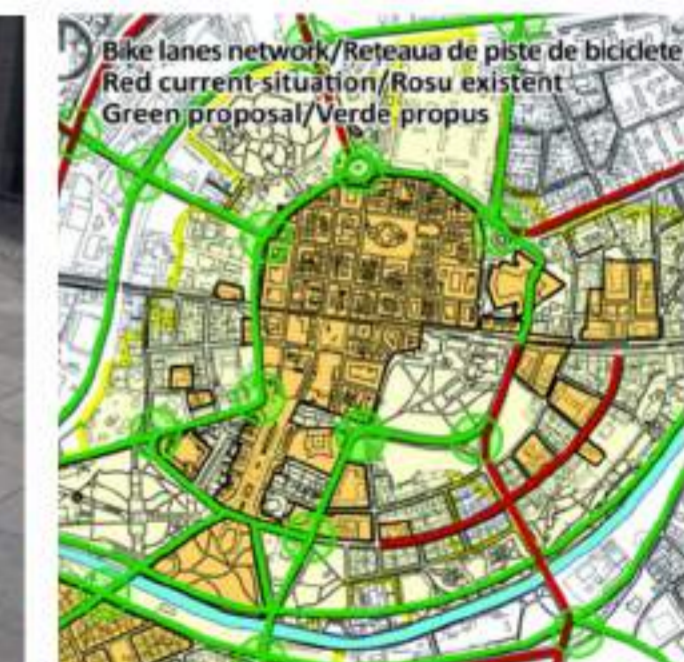 Bike lanes network/Reteaua de piste de biciclete
Red current situation/Rosu existent
Green proposal/Verde propus